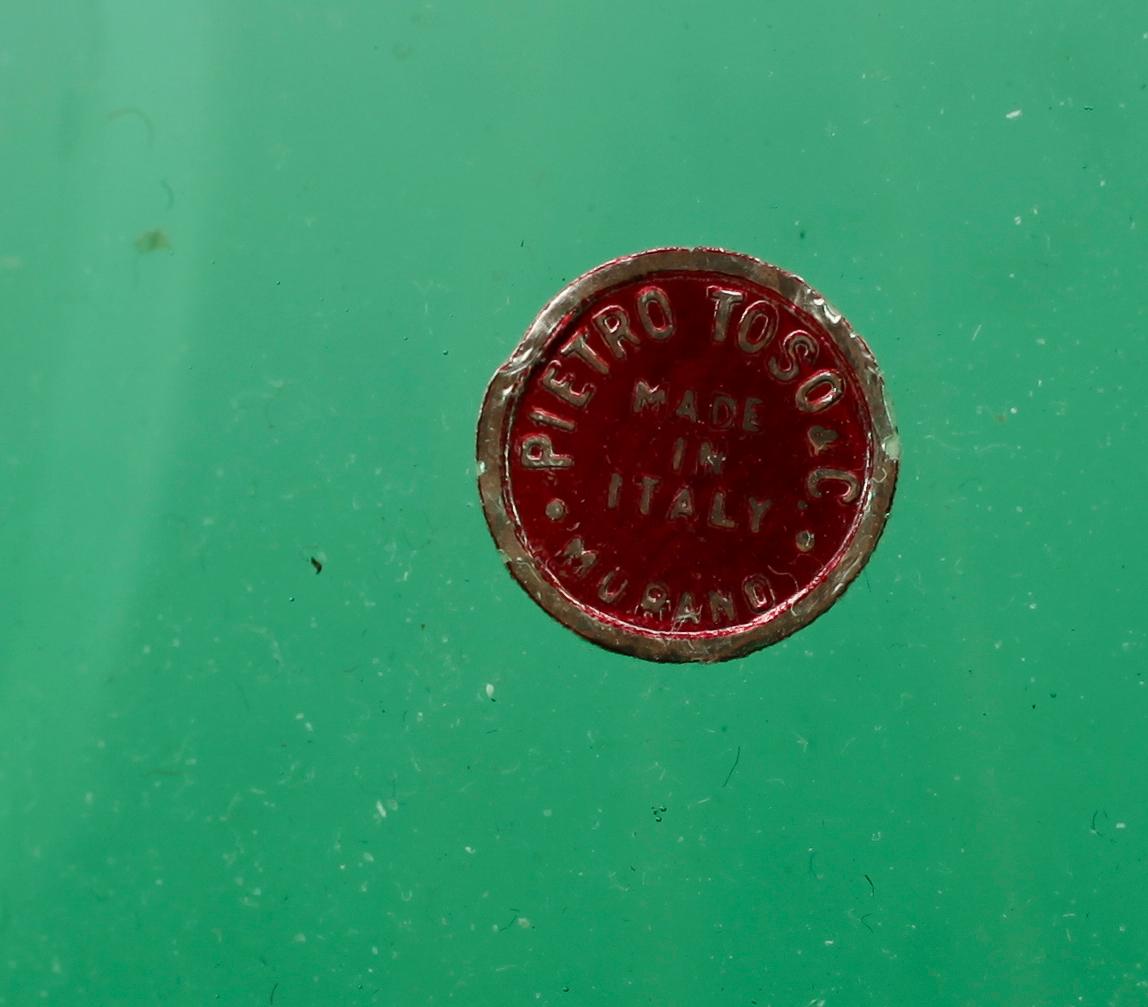 PIETRO TOSO & C.
MADE
IN
ITALY
MURANO